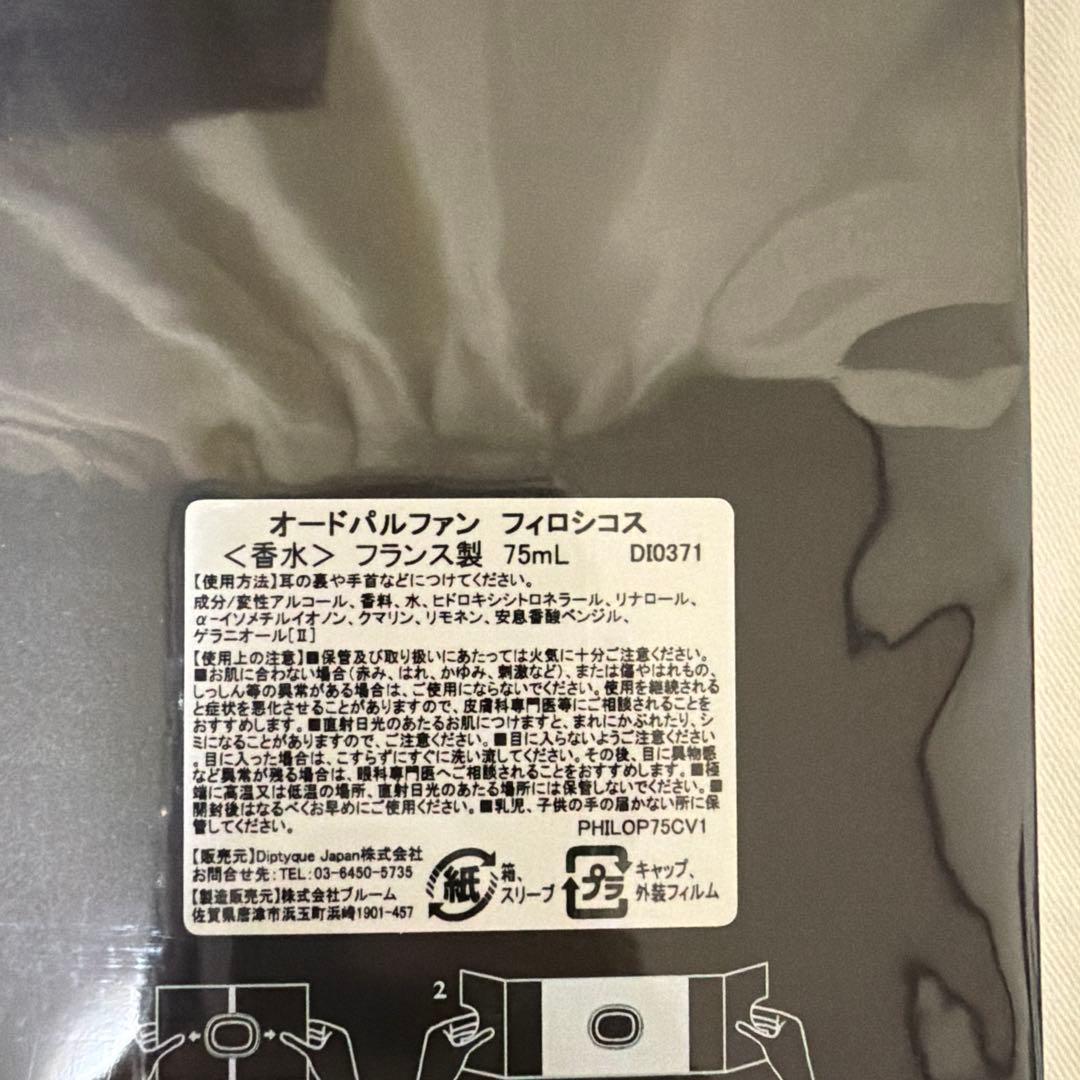 オードパルファン フィロシコス
＜香水＞ フランス製 75mL DI0371
【使用方法】耳の裏や手首などにつけてください。
成分/変性アルコール、香料、水、ヒドロキシシトロネラール、リナロール、
α-イソメチルイオノン、クマリン、リモネン、安息香酸ベンジル、
ゲラニオール[Ⅱ]
【使用上の注意】■保管及び取り扱いにあたっては火気に十分ご注意ください。
■お肌に合わない場合(赤み、はれ、かゆみ、刺激など)、または傷やはれもの、
しっしん等の異常がある場合は、ご使用にならないでください。使用を継続される
と症状を悪化させることがありますので、皮膚科専門医等にご相談されることを
おすすめします。■直射日光のあたるお肌につけますと、まれにかぶれたり、シ
ミになることがありますので、ご注意ください。■目に入らないようご注意ください
。目に入った場合は、こすらずにすぐに洗い流してください。その後、目に異物感
など異常が残る場合は、眼科専門医へご相談されることをおすすめします。■極
端に高温又は低温の場所、直射日光のあたる場所には保管しないでください。■
開封後はなるべくお早めにご使用ください。■乳児、子供の手の届かない所に保
管してください。 PHILOP75CV1
【販売元】Diptyque Japan株式会社
お問合せ先：TEL:03-6450-5735
【製造販売元】株式会社ブルーム
佐賀県唐津市浜玉町浜崎1901-457
紙 箱、
スリーブ
プラ キャップ、
外装フィルム
2